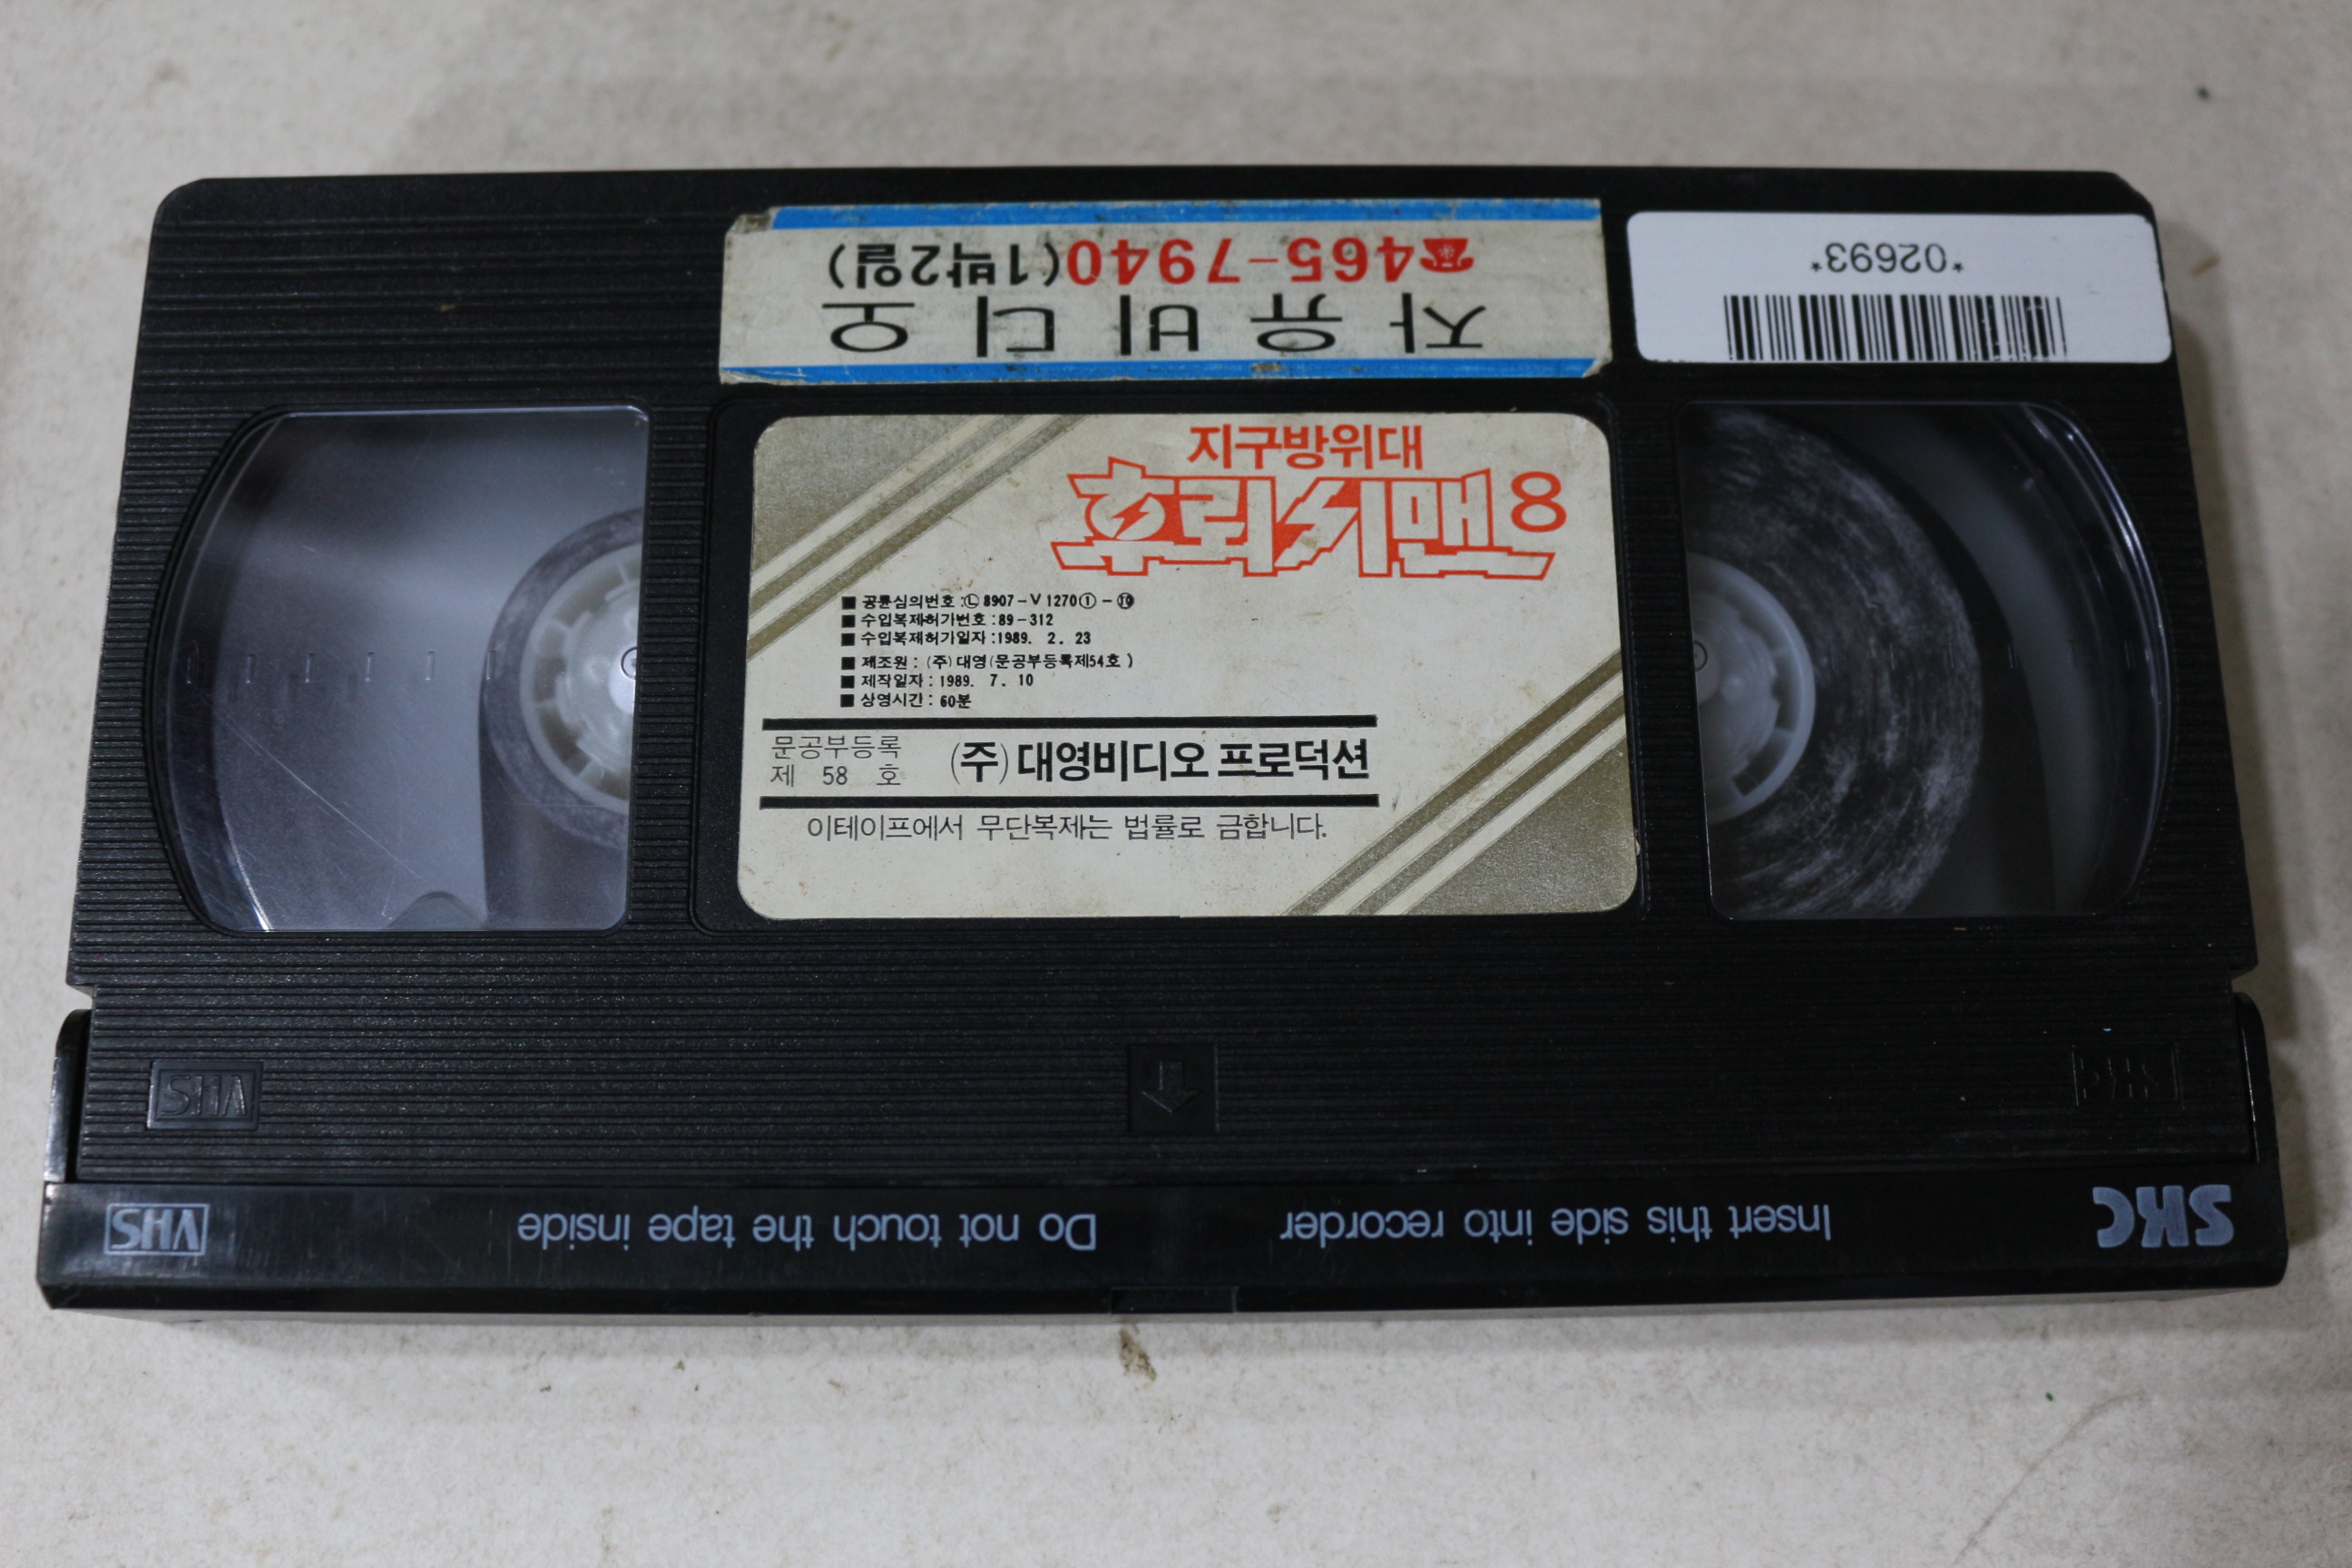 자유비디오
☎465-7940(1박2일)
*02693*
지구방위대
후뢰시맨 8
■ 공륜심의번호 :Ⓛ 8907-V 1270①-⑩
■ 수입복제허가번호 :89-312
■ 수입복제허가일자 :1989. 2. 23
■ 제조원 : (주) 대영(문공부등록제54호)
■ 제작일자 : 1989. 7. 10
■ 상영시간 : 60분
문공부등록
제 58 호
(주)대영비디오 프로덕션
이테이프에서 무단복제는 법률로 금합니다.
VHS
VHS
SKC
Insert this side into recorder
Do not touch the tape inside
VHS